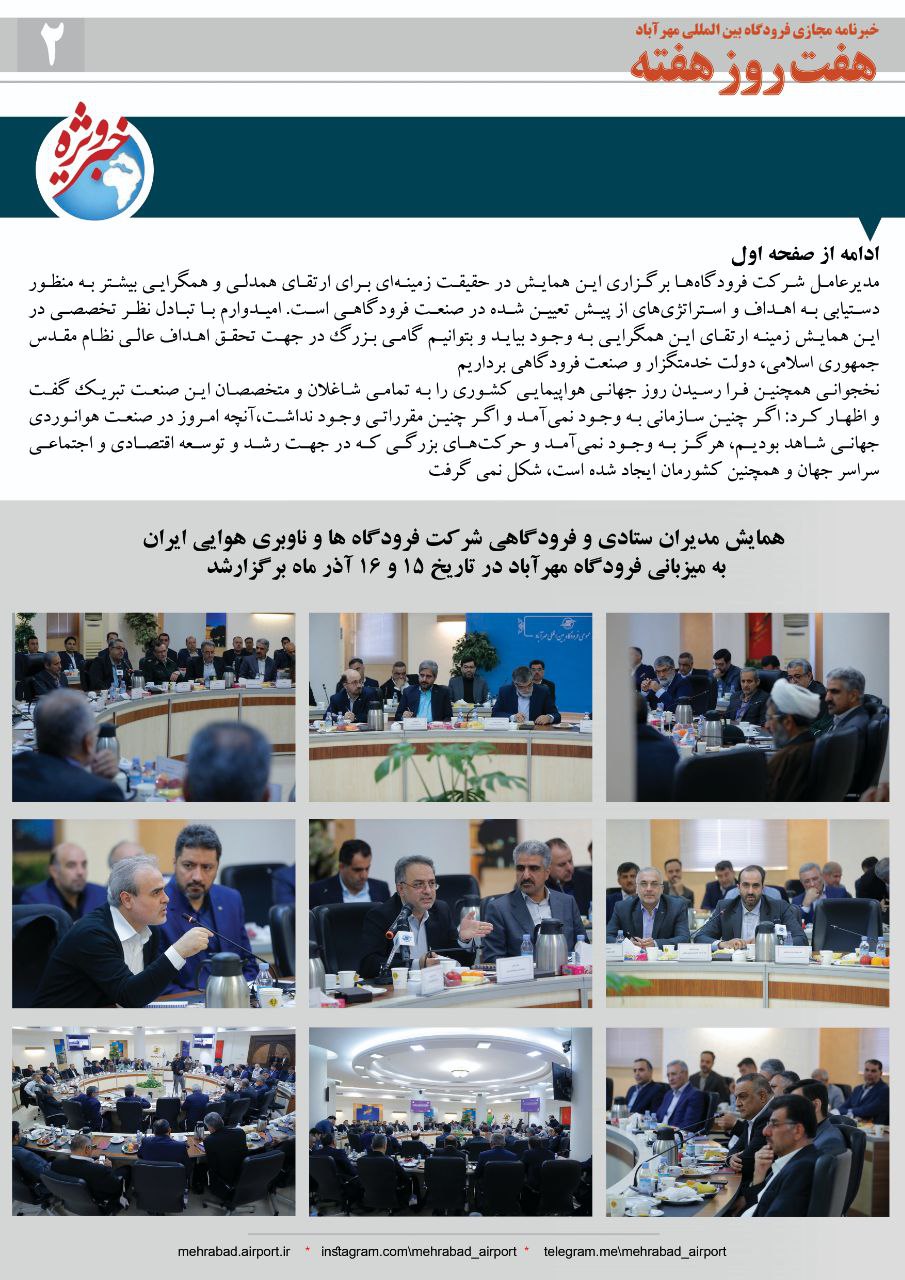 خبرنامه مجازی فرودگاه بین المللی مهرآباد
هفت روز هفته
۲
خبر ویژه
ادامه از صفحه اول
مدیرعامل شرکت فرودگاه‌ها برگزاری این همایش در حقیقت زمینه‌ای برای ارتقای همدلی و همگرایی بیشتر به منظور
دستیابی به اهداف و استراتژی‌های از پیش تعیین شده در صنعت فرودگاهی است. امیدوارم با تبادل نظر تخصصی در
این همایش زمینه ارتقای این همگرایی به وجود بیاید و بتوانیم گامی بزرگ در جهت تحقق اهداف عالی نظام مقدس
جمهوری اسلامی، دولت خدمتگزار و صنعت فرودگاهی برداریم
نخجوانی همچنین فرا رسیدن روز جهانی هواپیمایی کشوری را به تمامی شاغلان و متخصصان این صنعت تبریک گفت
و اظهار کرد: اگر چنین سازمانی به وجود نمی‌آمد و اگر چنین مقرراتی وجود نداشت،آنچه امروز در صنعت هوانوردی
جهانی شاهد بودیم، هرگز به وجود نمی‌آمد و حرکت‌های بزرگی که در جهت رشد و توسعه اقتصادی و اجتماعی
سراسر جهان و همچنین کشورمان ایجاد شده است، شکل نمی گرفت
همایش مدیران ستادی و فرودگاهی شرکت فرودگاه ها و ناوبری هوایی ایران
به میزبانی فرودگاه مهرآباد در تاریخ ۱۵ و ۱۶ آذر ماه برگزارشد
عمومی فرودگاه بین المللی مهرآباد
mehrabad.airport.ir * instagram.com\mehrabad_airport * telegram.me\mehrabad_airport